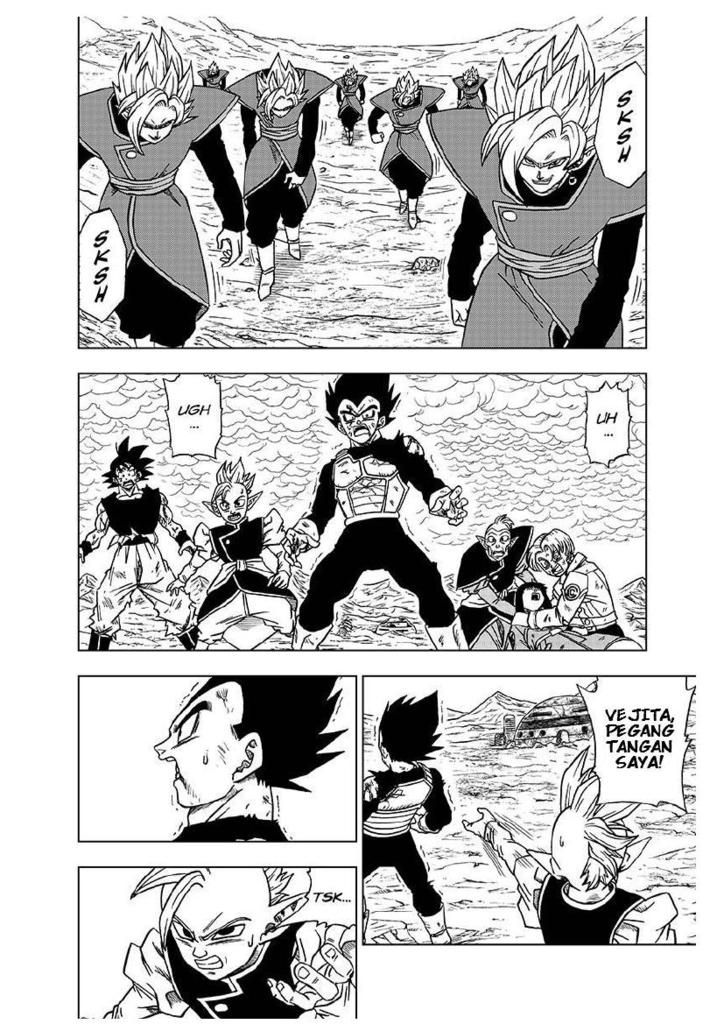 SKSH
SKSH
UGH
...
UH
...
VEJITA,
PEGANG
TANGAN
SAYA!
TSK...